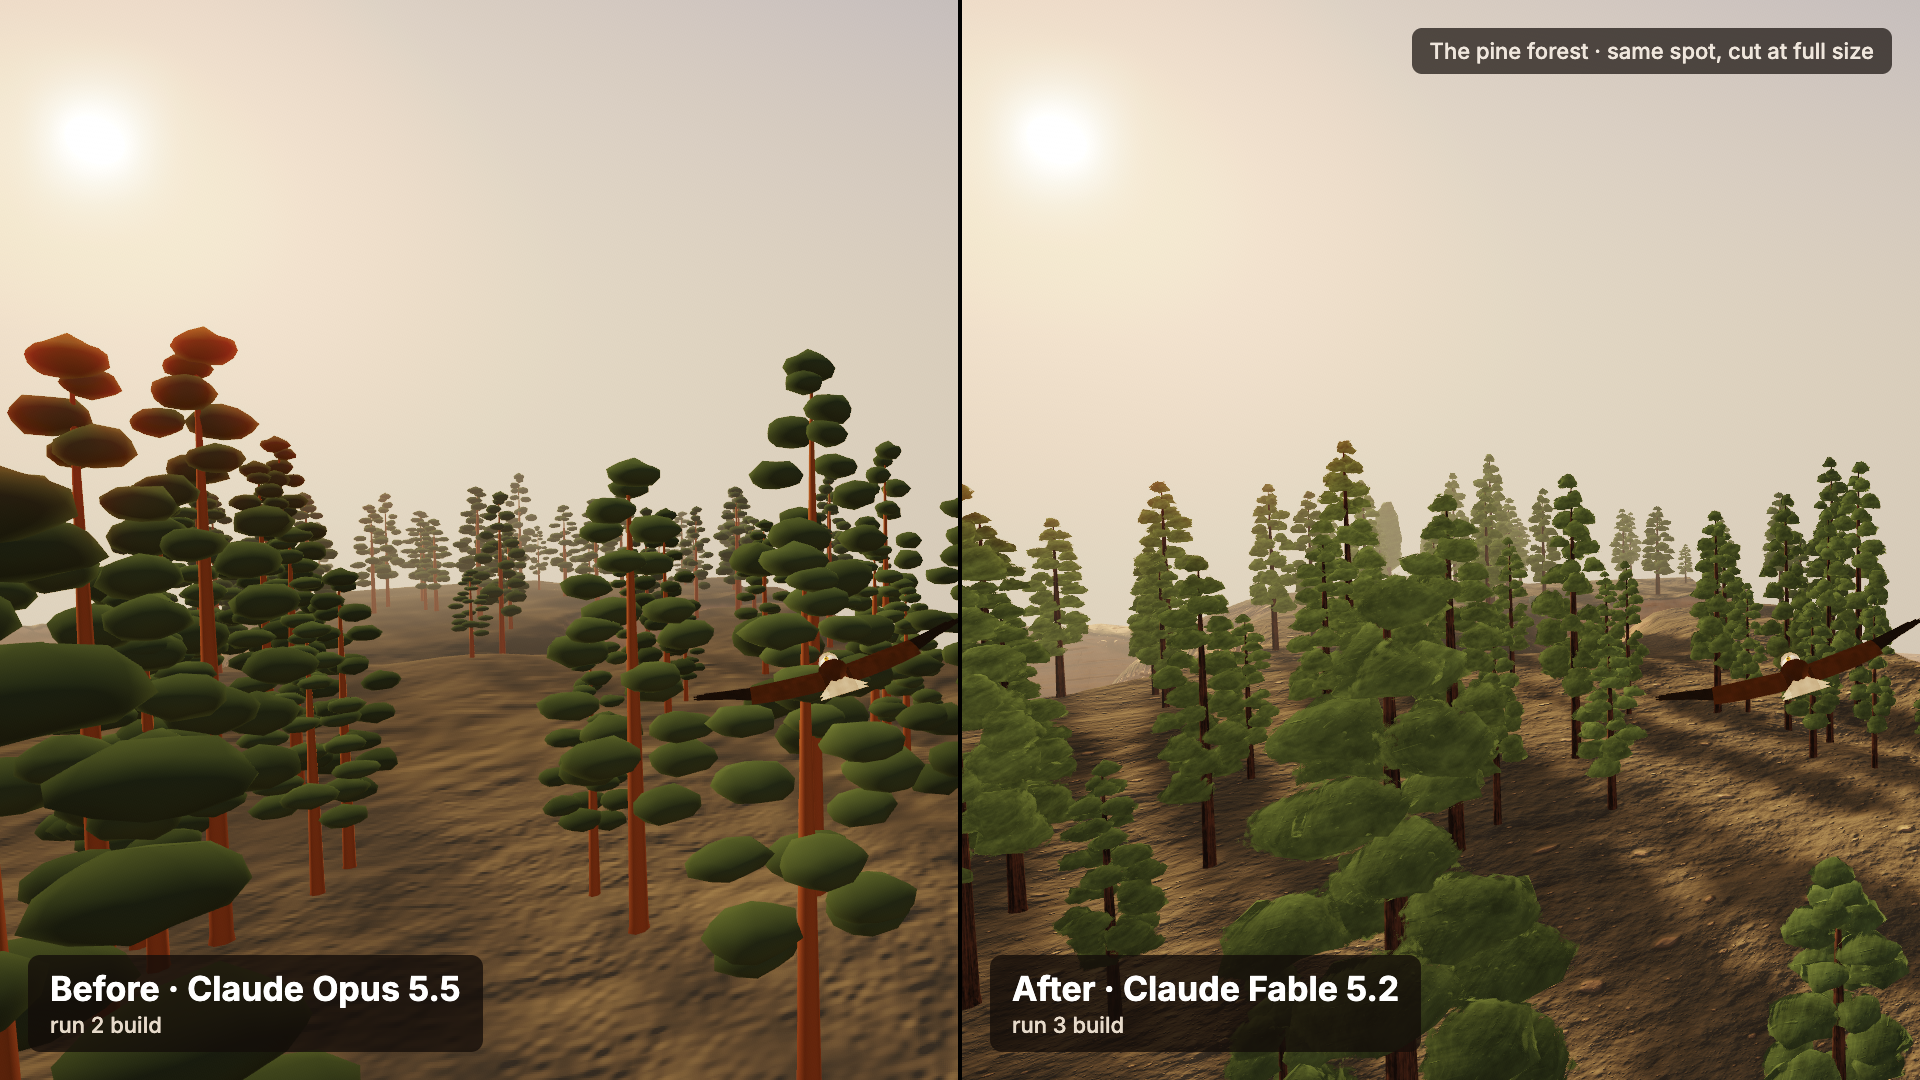 The pine forest · same spot, cut at full size
Before · Claude Opus 5.5
run 2 build
After · Claude Fable 5.2
run 3 build